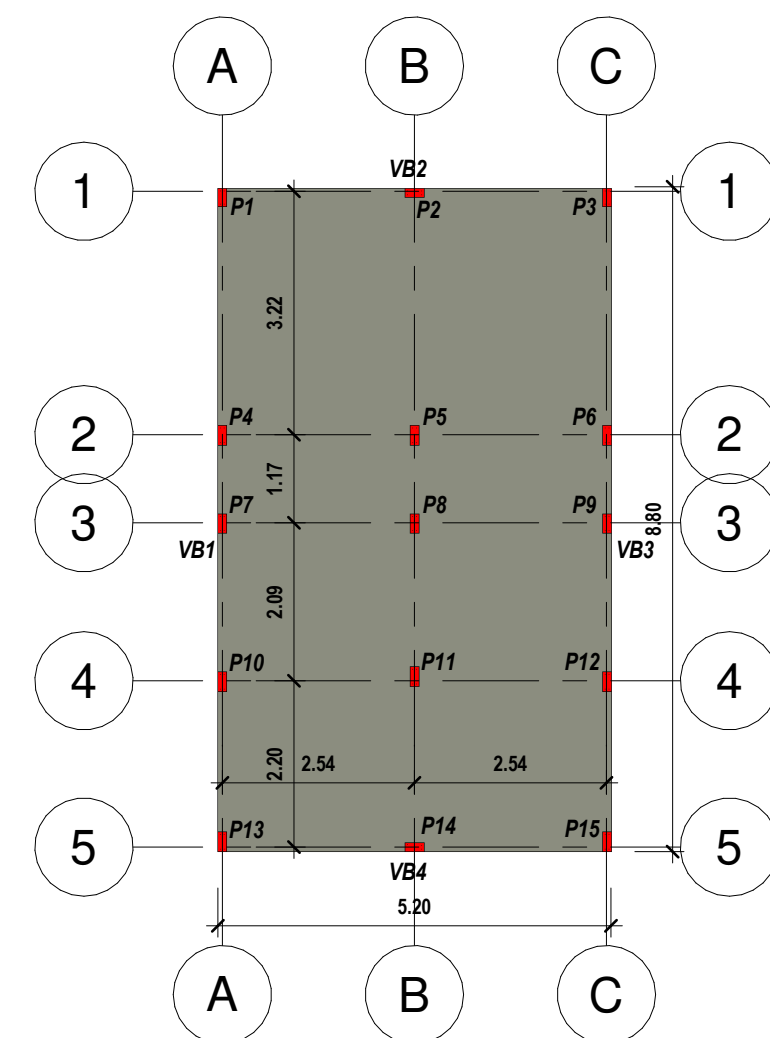 A B C
VB2
1 1
P1 P2 P3
3.22
P4 P5 P6
2 2
1.17
P7 P8 P9
3 8.80 3
VB1 VB3
2.09
P10 P11 P12
4 4
2.20 2.54 2.54
P13 P14 P15
5 5
VB4
5.20
A B C